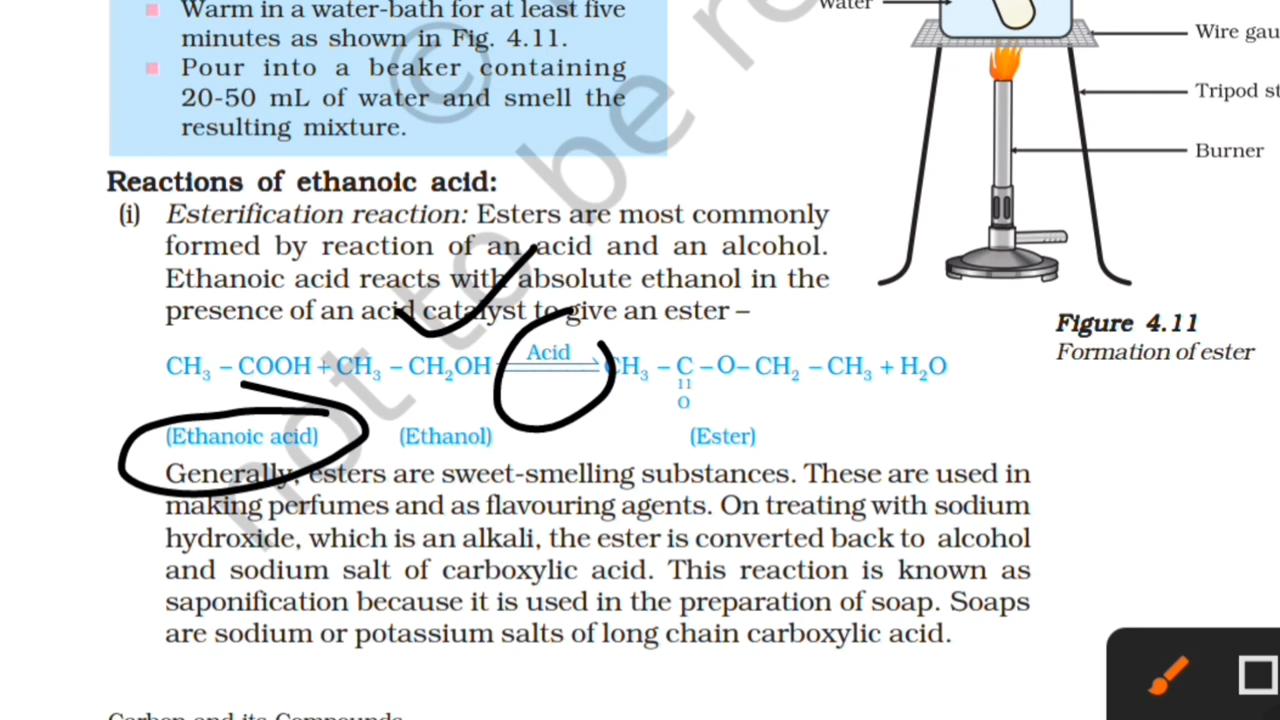 Warm in a water-bath for at least five
minutes as shown in Fig. 4.11.
Pour into a beaker containing
20-50 mL of water and smell the
resulting mixture.
Water
Wire gau
Tripod st
Burner
Figure 4.11
Formation of ester
Reactions of ethanoic acid:
(i) Esterification reaction: Esters are most commonly
formed by reaction of an acid and an alcohol.
Ethanoic acid reacts with absolute ethanol in the
presence of an acid catalyst to give an ester –
CH₃ – COOH + CH₃ – CH₂OH Acid CH₃ – C – O– CH₂ – CH₃ + H₂O
O
(Ethanoic acid) (Ethanol) (Ester)
Generally, esters are sweet-smelling substances. These are used in
making perfumes and as flavouring agents. On treating with sodium
hydroxide, which is an alkali, the ester is converted back to alcohol
and sodium salt of carboxylic acid. This reaction is known as
saponification because it is used in the preparation of soap. Soaps
are sodium or potassium salts of long chain carboxylic acid.
Carbon and its Compounds
© not to be re